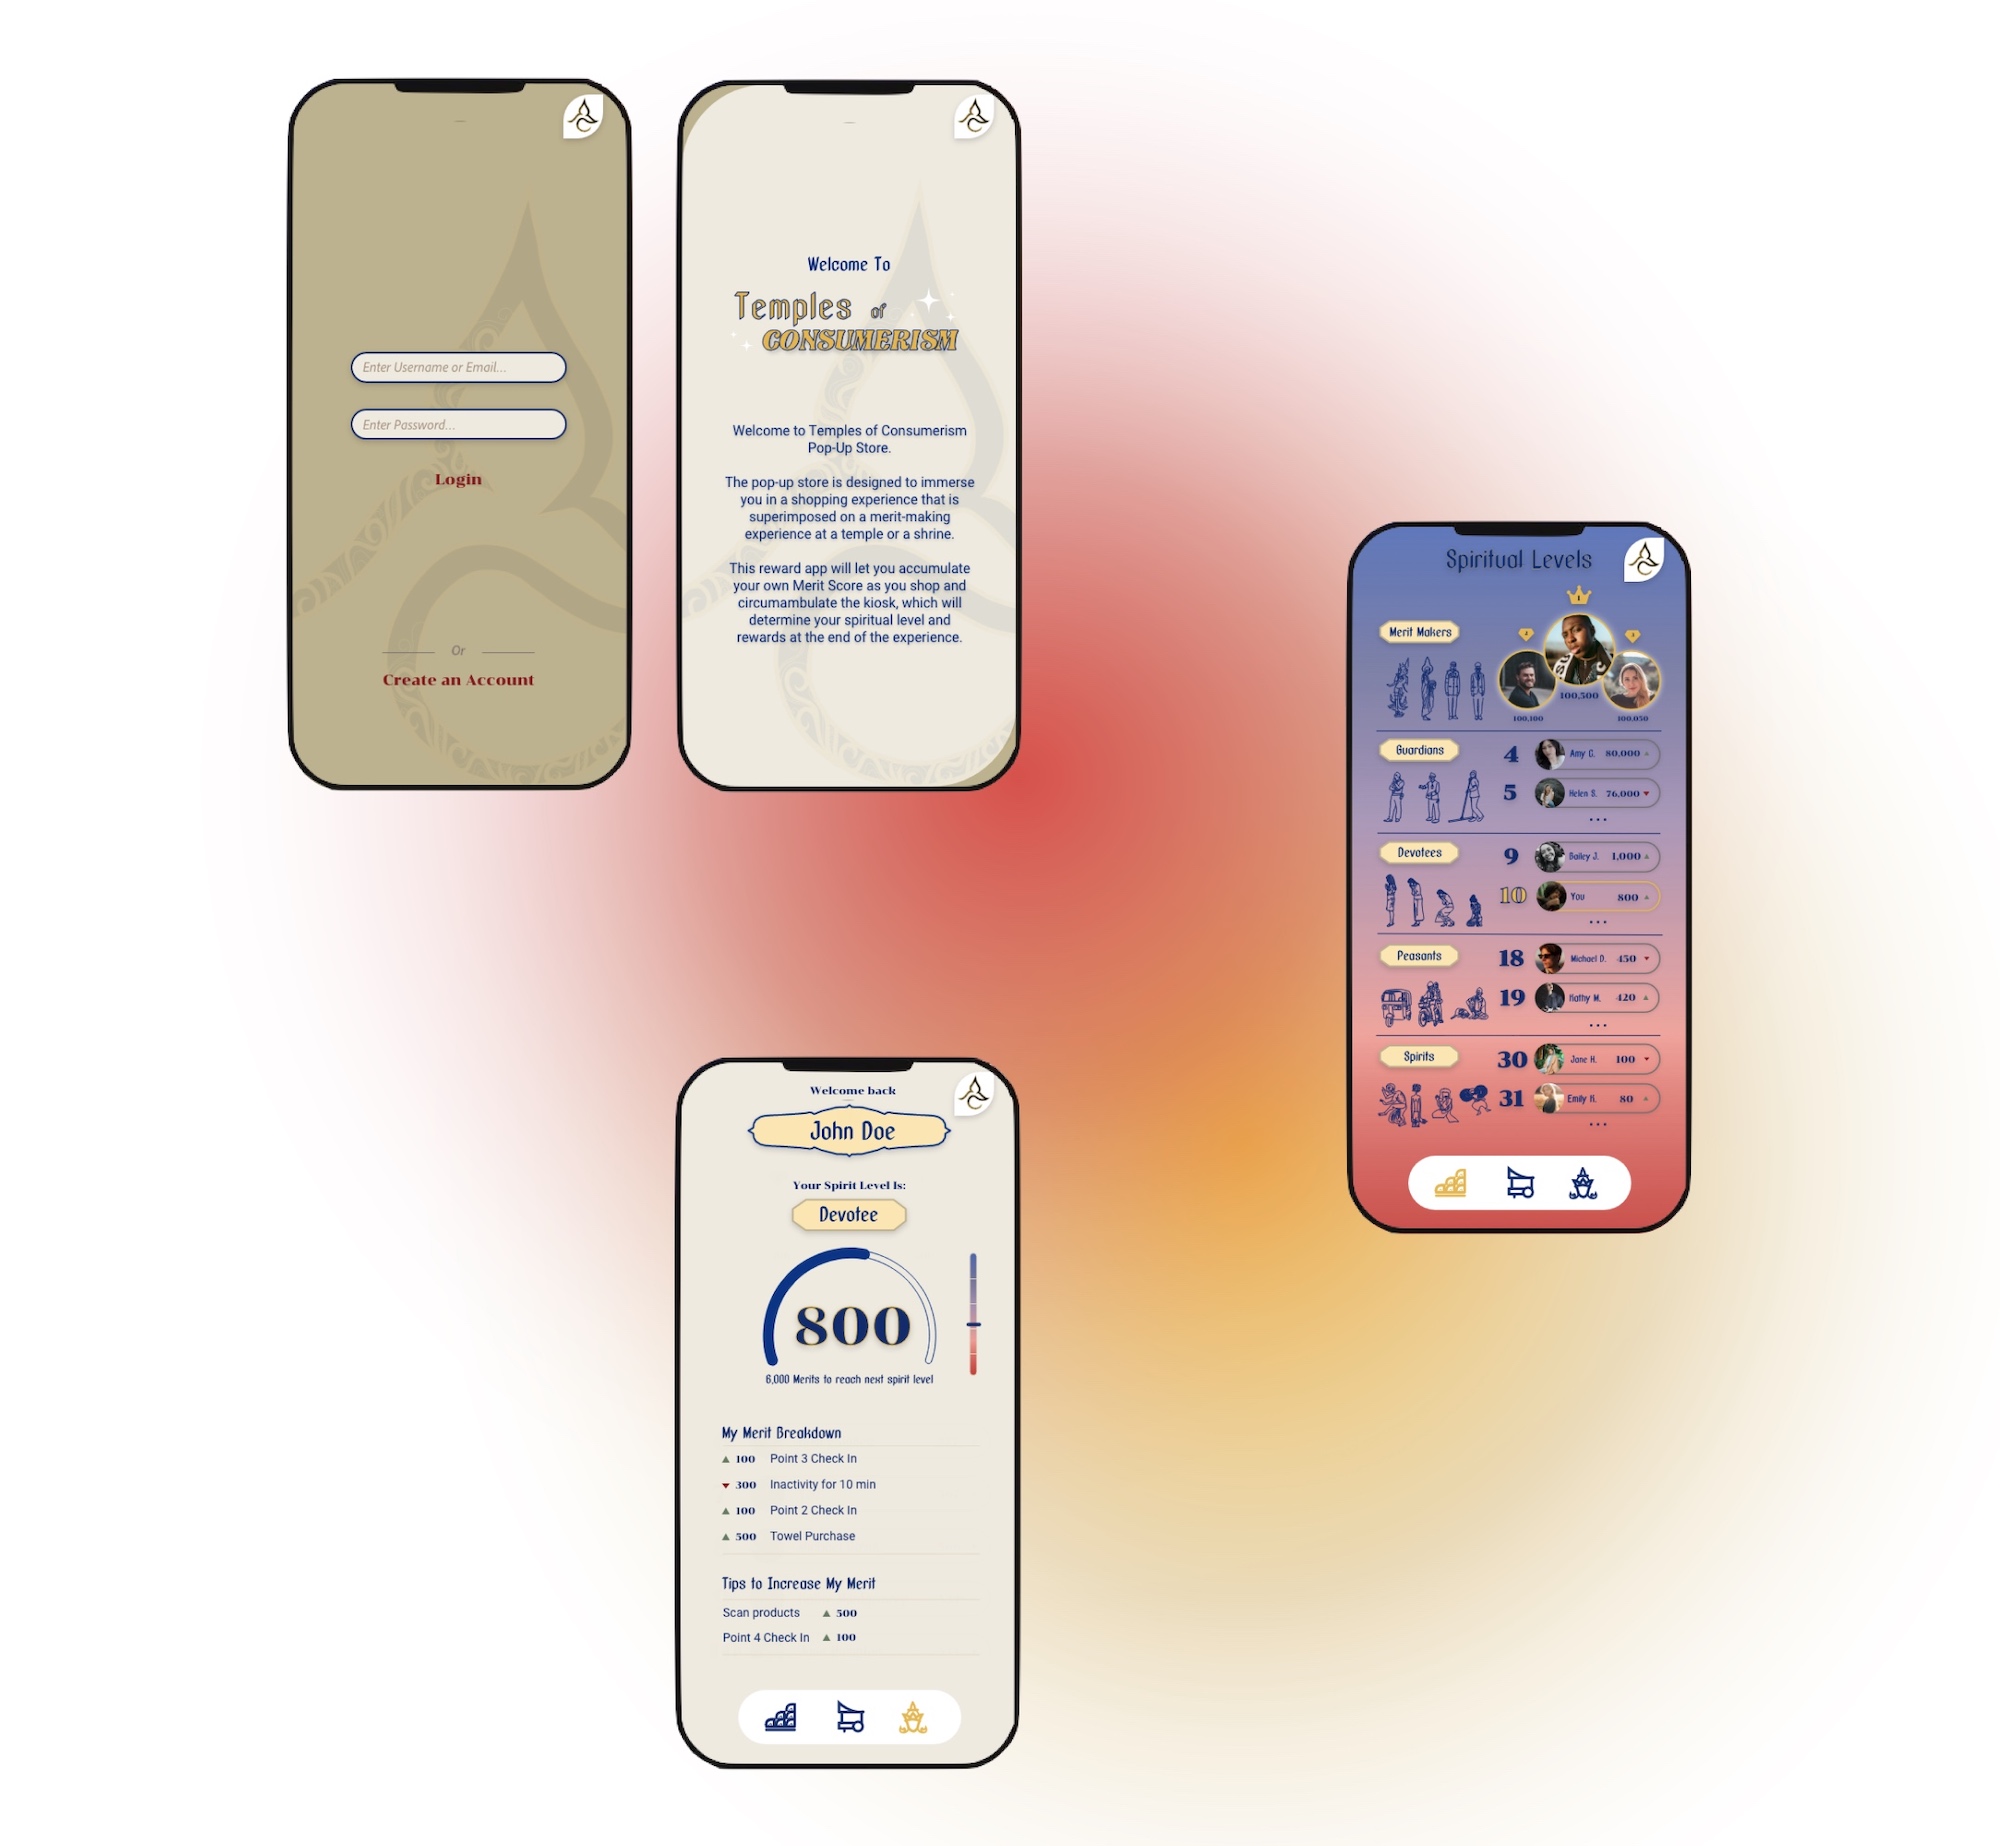 Enter Username or Email...
Enter Password...
Login
Or
Create an Account
Welcome To
Temples of
CONSUMERISM
Welcome to Temples of Consumerism
Pop-Up Store.
The pop-up store is designed to immerse
you in a shopping experience that is
superimposed on a merit-making
experience at a temple or a shrine.
This reward app will let you accumulate
your own Merit Score as you shop and
circumambulate the kiosk, which will
determine your spiritual level and
rewards at the end of the experience.
Spiritual Levels
1
2
3
Merit Makers
100,500
100,100
100,050
Guardians
4 Amy G. 80,000
5 Helen S. 76,000
...
Devotees
9 Bailey J. 1,000
10 You 800
...
Peasants
18 Michael D. 450
19 Kathy M. 420
...
Spirits
30 Jane H. 100
31 Emily K. 80
...
Welcome back
John Doe
Your Spirit Level Is:
Devotee
800
6,000 Merits to reach next spirit level
My Merit Breakdown
100 Point 3 Check In
300 Inactivity for 10 min
100 Point 2 Check In
500 Towel Purchase
Tips to Increase My Merit
Scan products 500
Point 4 Check In 100